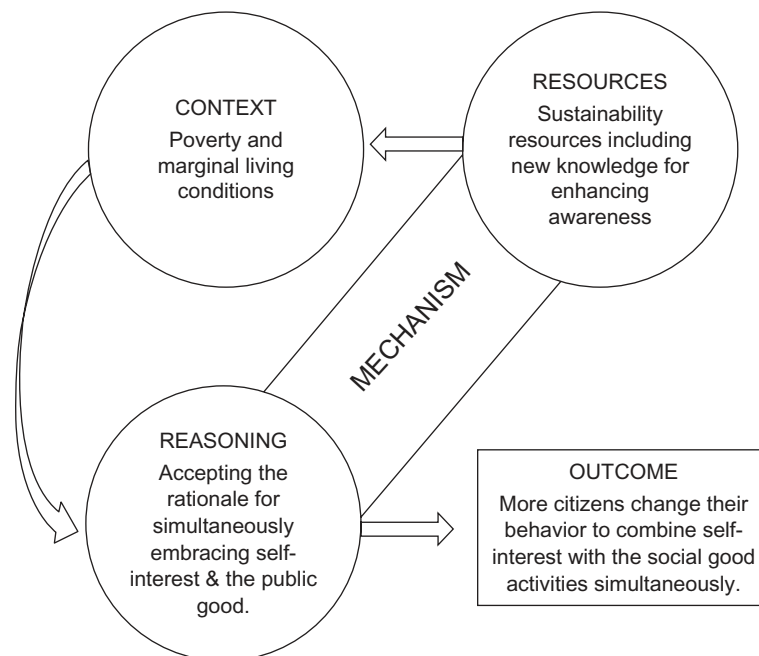 CONTEXT
Poverty and
marginal living
conditions
RESOURCES
Sustainability
resources including
new knowledge for
enhancing
awareness
MECHANISM
REASONING
Accepting the
rationale for
simultaneously
embracing self-
interest & the public
good.
OUTCOME
More citizens change their
behavior to combine self-
interest with the social good
activities simultaneously.